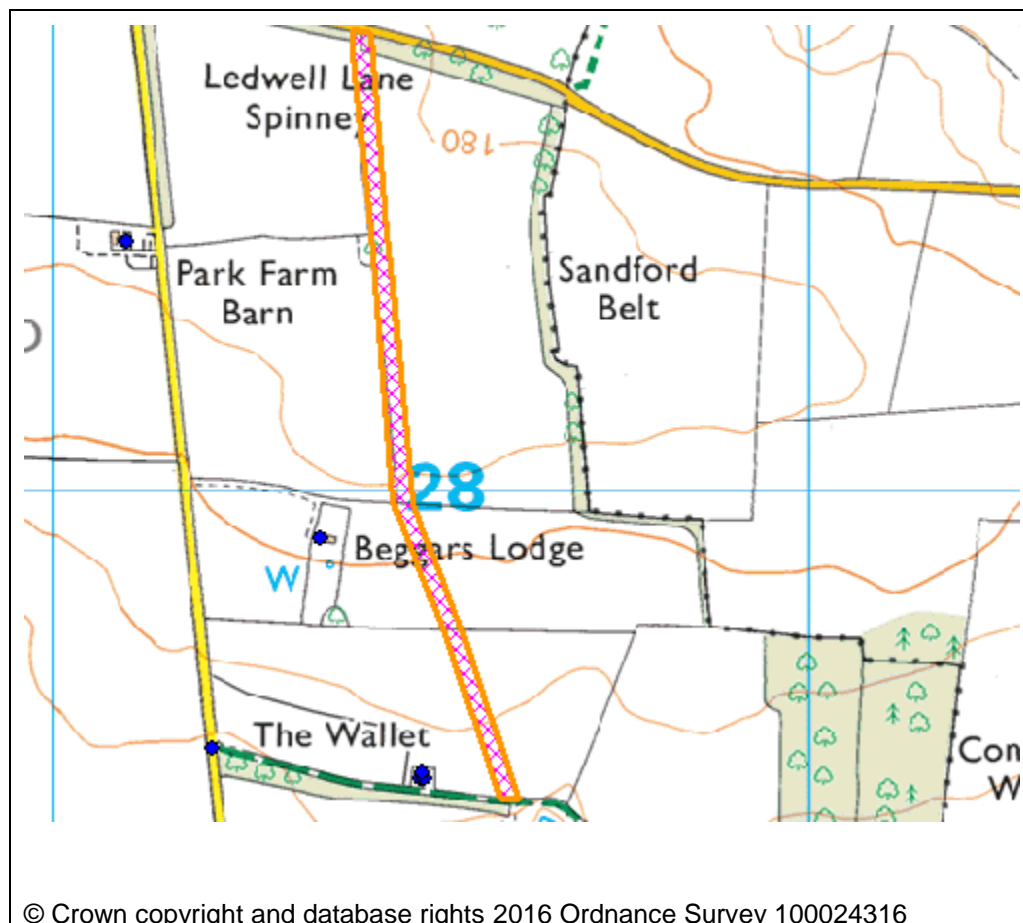 Ledwell Lane
Spinney
180
Park Farm
Barn
Sandford
Belt
28
Beggars Lodge
W
The Wallet
Con
W
© Crown copyright and database rights 2016 Ordnance Survey 100024316